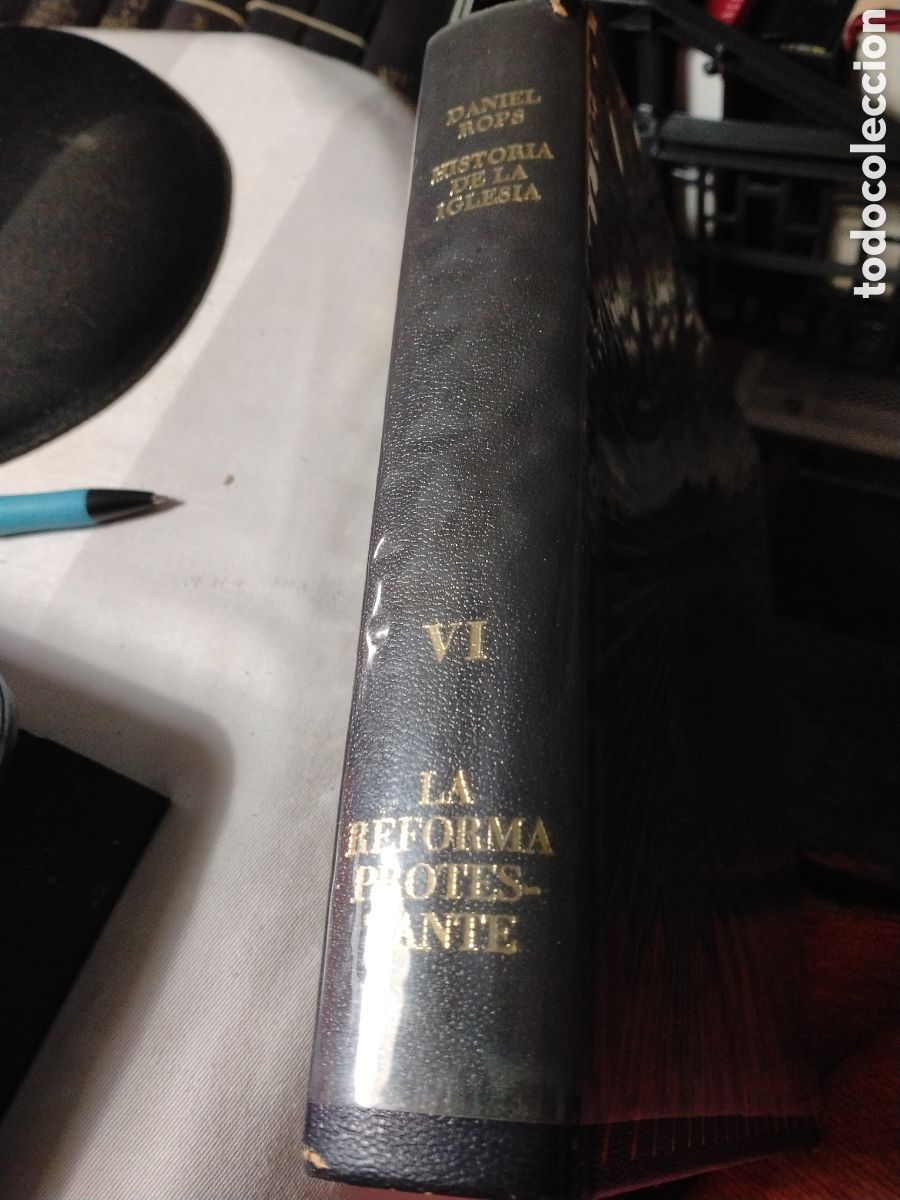 DANIEL
ROPS
HISTORIA
DE LA
IGLESIA
VI
LA
REFORMA
PROTES-
TANTE
todocoleccion